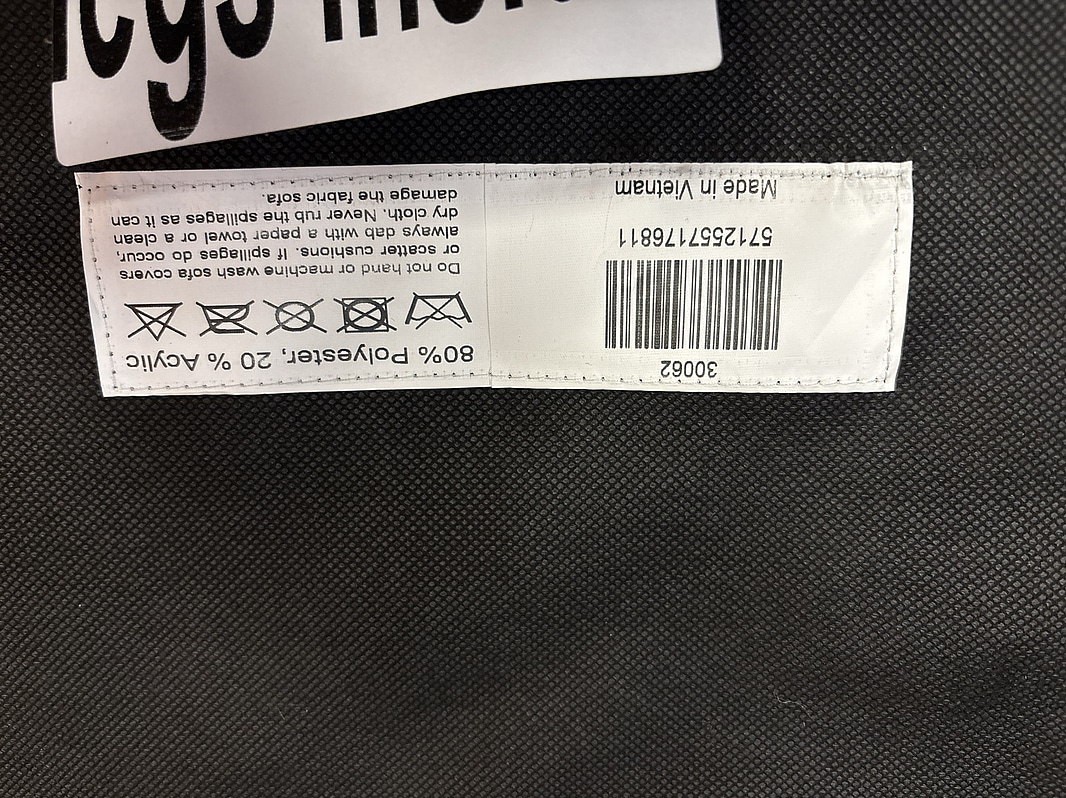 30062
5712557176811
Made in Vietnam
80% Polyester, 20 % Acylic
Do not hand or machine wash sofa covers
or scatter cushions. If spillages do occur,
always dab with a paper towel or a clean
dry cloth. Never rub the spillages as it can
damage the fabric sofa.